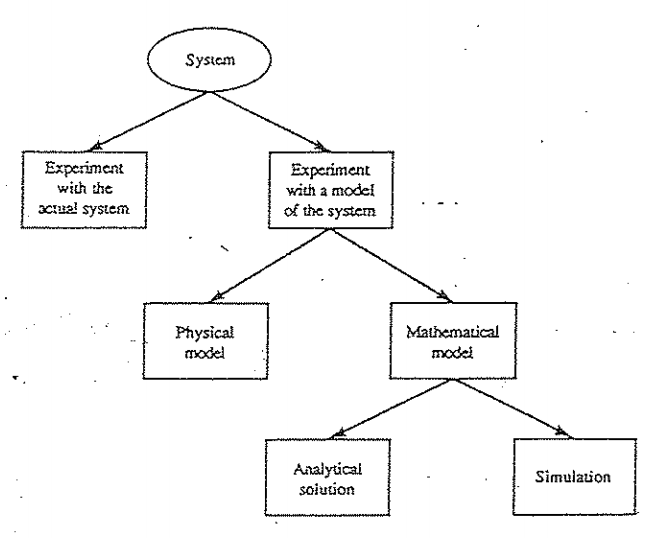 System
Experiment
with the
actual system
Experiment
with a model
of the system
Physical
model
Mathematical
model
Analytical
solution
Simulation